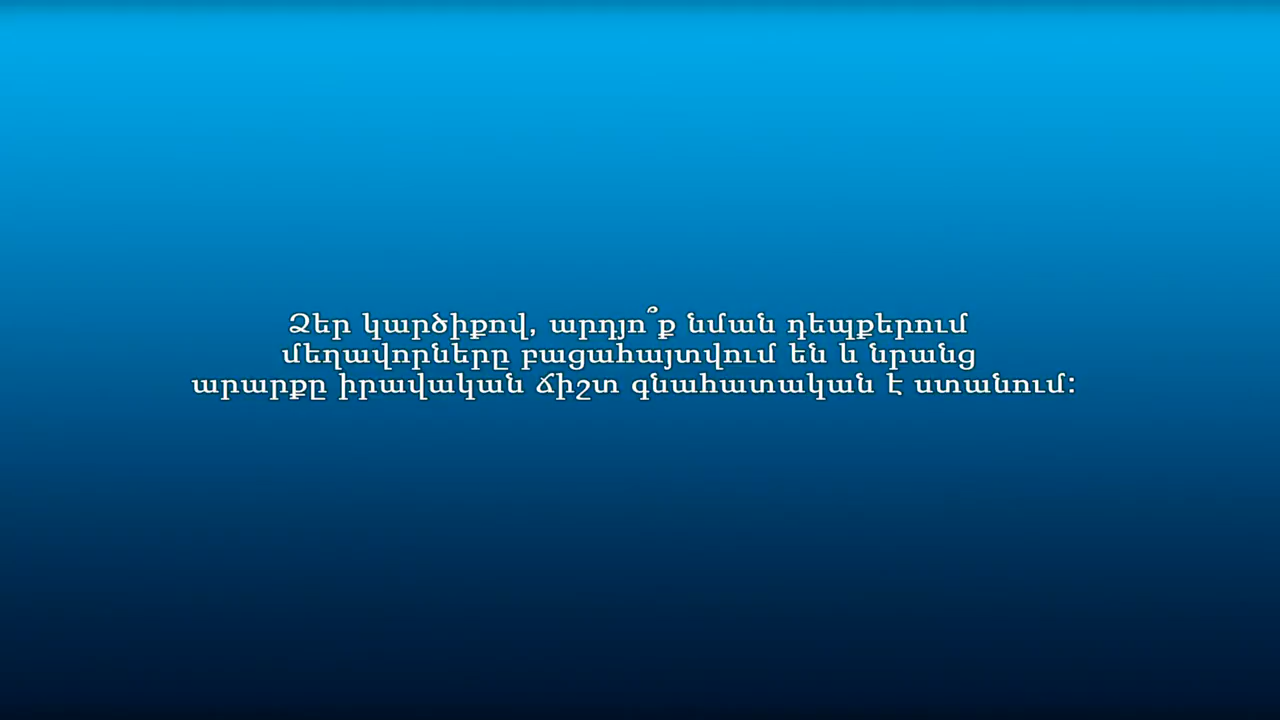 Ձեր կարծիքով, արդյո՞ք նման դեպքերում
մեղավորները բացահայտվում են և նրանց
արարքը իրավական ճիշտ գնահատական է ստանում: